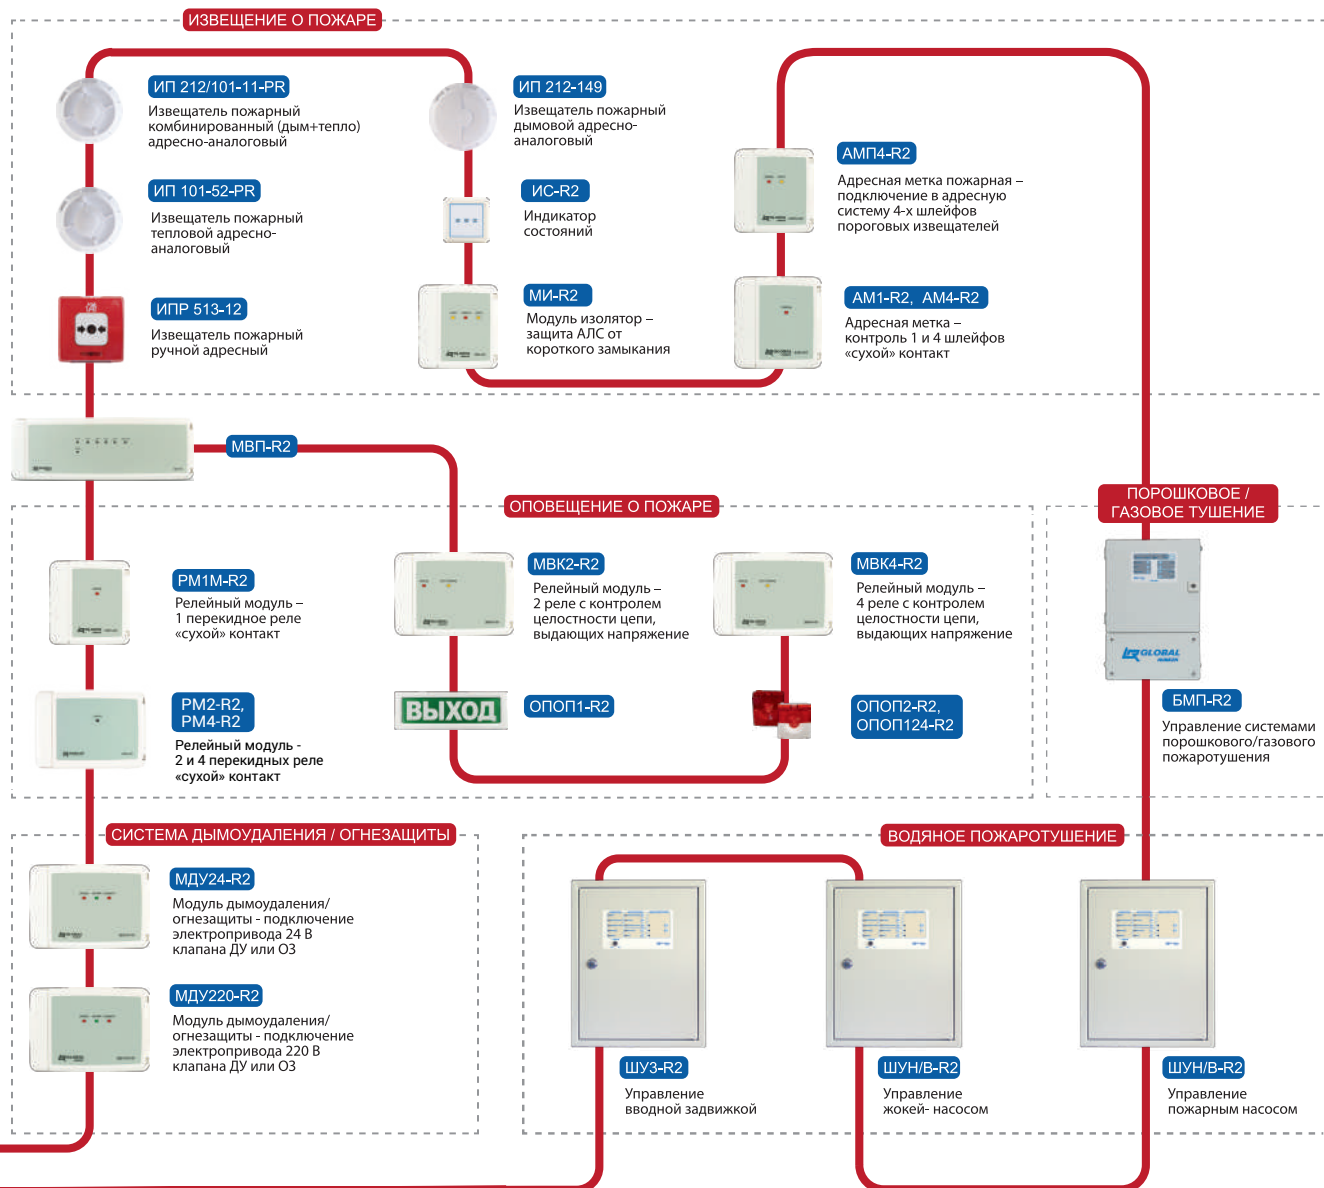 ИЗВЕЩЕНИЕ О ПОЖАРЕ
ИП 212/101-11-PR
Извещатель пожарный
комбинированный (дым+тепло)
адресно-аналоговый
ИП 101-52-PR
Извещатель пожарный
тепловой адресно-
аналоговый
ИПР 513-12
Извещатель пожарный
ручной адресный
ИП 212-149
Извещатель пожарный
дымовой адресно-
аналоговый
ИС-R2
Индикатор
состояний
МИ-R2
Модуль изолятор –
защита АЛС от
короткого замыкания
АМП4-R2
Адресная метка пожарная –
подключение в адресную
систему 4-х шлейфов
пороговых извещателей
АМ1-R2, АМ4-R2
Адресная метка –
контроль 1 и 4 шлейфов
«сухой» контакт
МВП-R2
ОПОВЕЩЕНИЕ О ПОЖАРЕ
РМ1М-R2
Релейный модуль –
1 перекидное реле
«сухой» контакт
РМ2-R2,
РМ4-R2
Релейный модуль -
2 и 4 перекидных реле
«сухой» контакт
МВК2-R2
Релейный модуль –
2 реле с контролем
целостности цепи,
выдающих напряжение
ВЫХОД
ОПОП1-R2
МВК4-R2
Релейный модуль –
4 реле с контролем
целостности цепи,
выдающих напряжение
ОПОП2-R2,
ОПОП124-R2
ПОРОШКОВОЕ /
ГАЗОВОЕ ТУШЕНИЕ
GLOBAL
БМП-R2
Управление системами
порошкового/газового
пожаротушения
СИСТЕМА ДЫМОУДАЛЕНИЯ / ОГНЕЗАЩИТЫ
МДУ24-R2
Модуль дымоудаления/
огнезащиты - подключение
электропривода 24 В
клапана ДУ или ОЗ
МДУ220-R2
Модуль дымоудаления/
огнезащиты - подключение
электропривода 220 В
клапана ДУ или ОЗ
ВОДЯНОЕ ПОЖАРОТУШЕНИЕ
ШУЗ-R2
Управление
вводной задвижкой
ШУН/В-R2
Управление
жокей- насосом
ШУН/В-R2
Управление
пожарным насосом